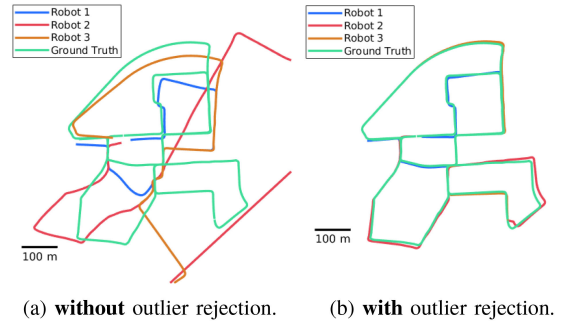 Robot 1
Robot 2
Robot 3
Ground Truth
100 m
(a) without outlier rejection.
Robot 1
Robot 2
Robot 3
Ground Truth
100 m
(b) with outlier rejection.